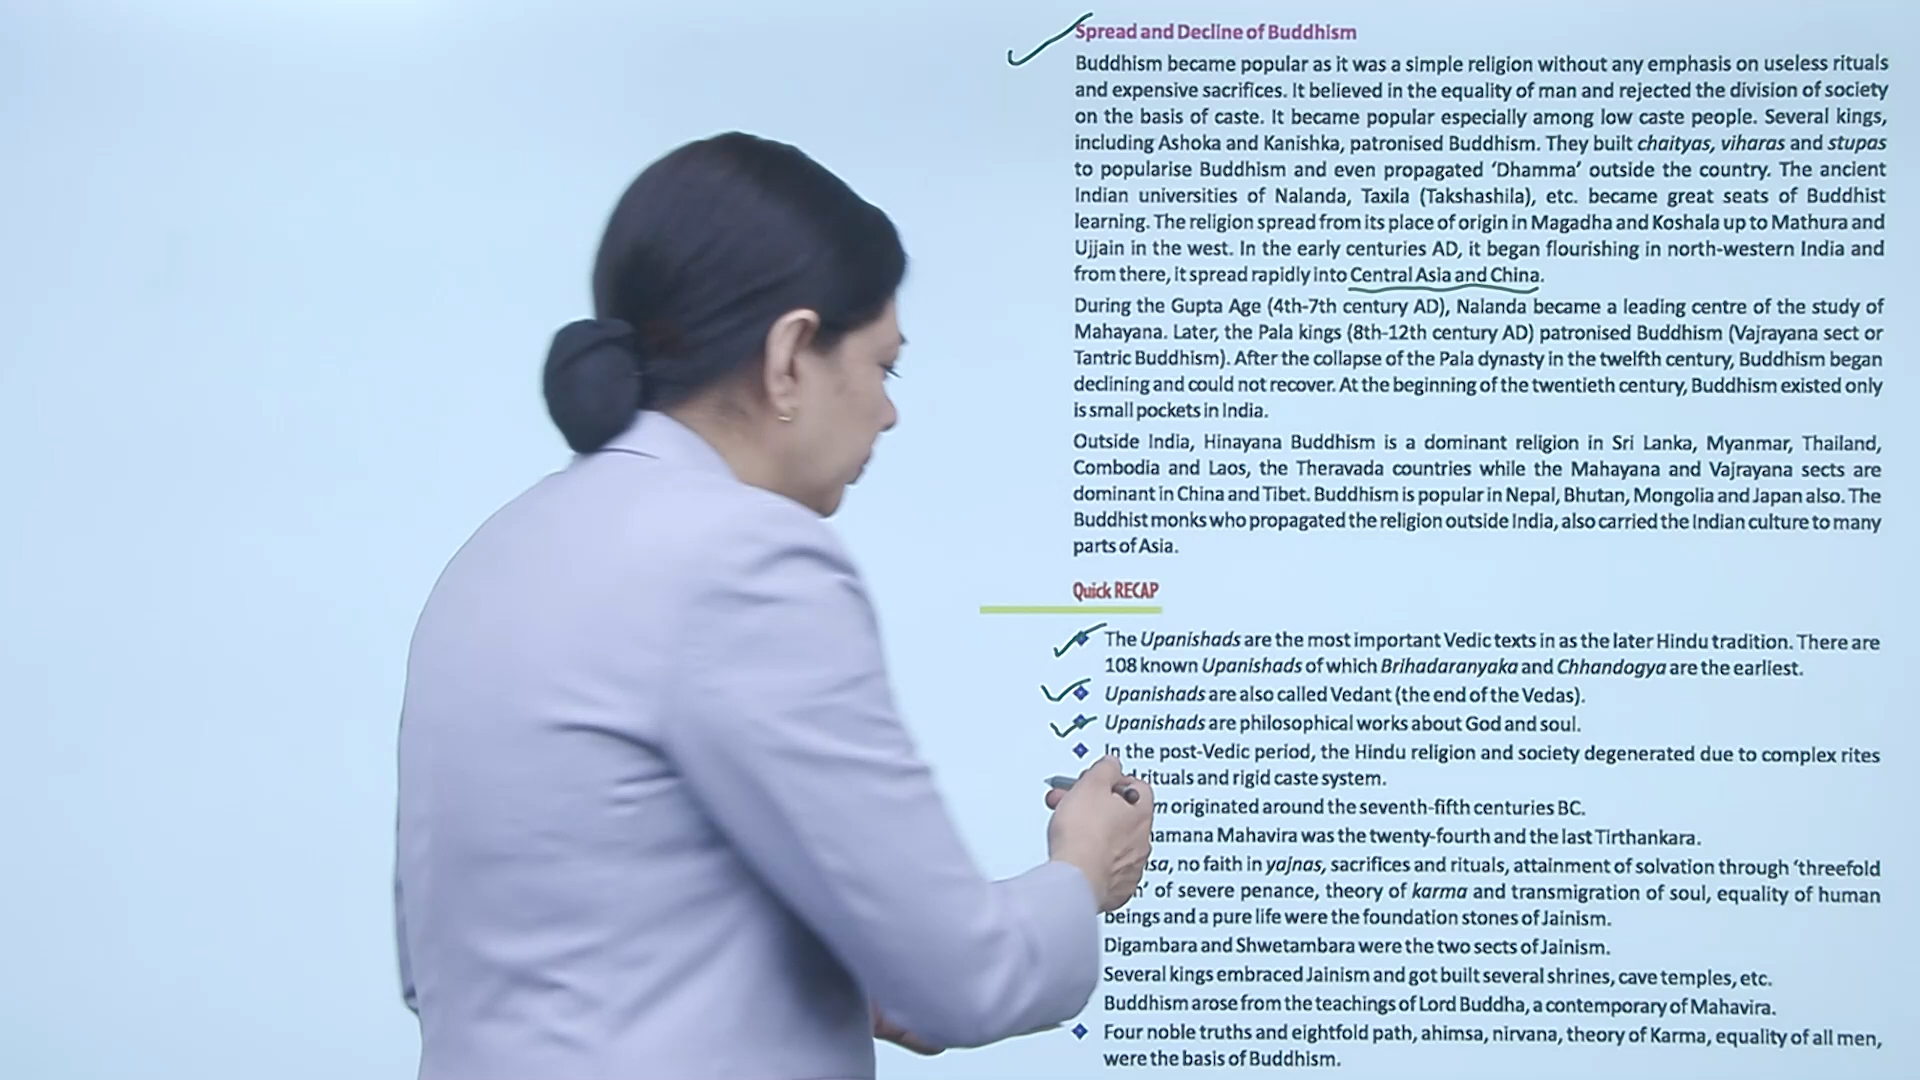 Spread and Decline of Buddhism
Buddhism became popular as it was a simple religion without any emphasis on useless rituals
and expensive sacrifices. It believed in the equality of man and rejected the division of society
on the basis of caste. It became popular especially among low caste people. Several kings,
including Ashoka and Kanishka, patronised Buddhism. They built chaityas, viharas and stupas
to popularise Buddhism and even propagated ‘Dhamma’ outside the country. The ancient
Indian universities of Nalanda, Taxila (Takshashila), etc. became great seats of Buddhist
learning. The religion spread from its place of origin in Magadha and Koshala up to Mathura and
Ujjain in the west. In the early centuries AD, it began flourishing in north-western India and
from there, it spread rapidly into Central Asia and China.
During the Gupta Age (4th-7th century AD), Nalanda became a leading centre of the study of
Mahayana. Later, the Pala kings (8th-12th century AD) patronised Buddhism (Vajrayana sect or
Tantric Buddhism). After the collapse of the Pala dynasty in the twelfth century, Buddhism began
declining and could not recover. At the beginning of the twentieth century, Buddhism existed only
is small pockets in India.
Outside India, Hinayana Buddhism is a dominant religion in Sri Lanka, Myanmar, Thailand,
Combodia and Laos, the Theravada countries while the Mahayana and Vajrayana sects are
dominant in China and Tibet. Buddhism is popular in Nepal, Bhutan, Mongolia and Japan also. The
Buddhist monks who propagated the religion outside India, also carried the Indian culture to many
parts of Asia.
Quick RECAP
The Upanishads are the most important Vedic texts in as the later Hindu tradition. There are
108 known Upanishads of which Brihadaranyaka and Chhandogya are the earliest.
Upanishads are also called Vedant (the end of the Vedas).
Upanishads are philosophical works about God and soul.
In the post-Vedic period, the Hindu religion and society degenerated due to complex rites
rituals and rigid caste system.
originated around the seventh-fifth centuries BC.
Mahavira was the twenty-fourth and the last Tirthankara.
no faith in yajnas, sacrifices and rituals, attainment of solvation through ‘threefold
of severe penance, theory of karma and transmigration of soul, equality of human
beings and a pure life were the foundation stones of Jainism.
Digambara and Shwetambara were the two sects of Jainism.
Several kings embraced Jainism and got built several shrines, cave temples, etc.
Buddhism arose from the teachings of Lord Buddha, a contemporary of Mahavira.
Four noble truths and eightfold path, ahimsa, nirvana, theory of Karma, equality of all men,
were the basis of Buddhism.